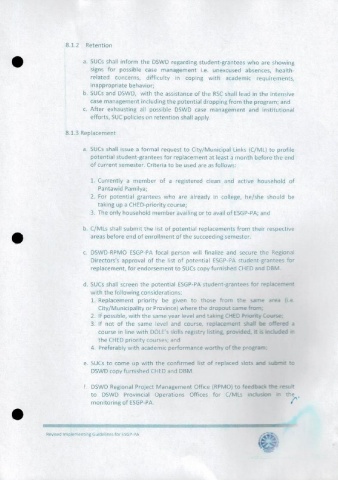 8.1.2 Retention
a. SUCs shall inform the DSWD regarding student-grantees who are showing
signs for possible case management i.e. unexcused absences, health-
related concerns, difficulty in coping with academic requirements,
inappropriate behavior;
b. SUCs and DSWD, with the assistance of the RSC shall lead in the intensive
case management including the potential dropping from the program; and
c. After exhausting all possible DSWD case management and institutional
efforts, SUC policies on retention shall apply
8.1.3 Replacement
a. SUCs shall issue a formal request to City/Municipal Links (C/ML) to profile
potential student-grantees for replacement at least a month before the end
of current semester. Criteria to be used are as follows:
1. Currently a member of a registered clean and active household of
Pantawid Pamilya;
2. For potential grantees who are already in college, he/she should be
taking up a CHED-priority course;
3. The only household member availing or to avail of ESGP-PA; and
b. C/MLs shall submit the list of potential replacements from their respective
areas before end of enrollment of the succeeding semester.
c. DSWD-RPMO ESGP-PA focal person will finalize and secure the Regional
Director's approval of the list of potential ESGP-PA student-grantees for
replacement, for endorsement to SUCs copy furnished CHED and DBM.
d. SUCs shall screen the potential ESGP-PA student-grantees for replacement
with the following considerations:
1. Replacement priority be given to those from the same area (i.e.
City/Municipality or Province) where the dropout came from;
2. If possible, with the same year level and taking CHED Priority Course;
3. If not of the same level and course, replacement shall be offered a
course in line with DOLE's skills registry listing, provided, it is included in
the CHED priority courses; and
4. Preferably with academic performance worthy of the program;
e. SUCs to come up with the confirmed list of replaced slots and submit to
DSWD copy furnished CHED and DBM.
f. DSWD Regional Project Management Office (RPMO) to feedback the result
to DSWD Provincial Operations Offices for C/MLs inclusion in the
monitoring of ESGP-PA.
Implementing Guidelines for ESGP-PA